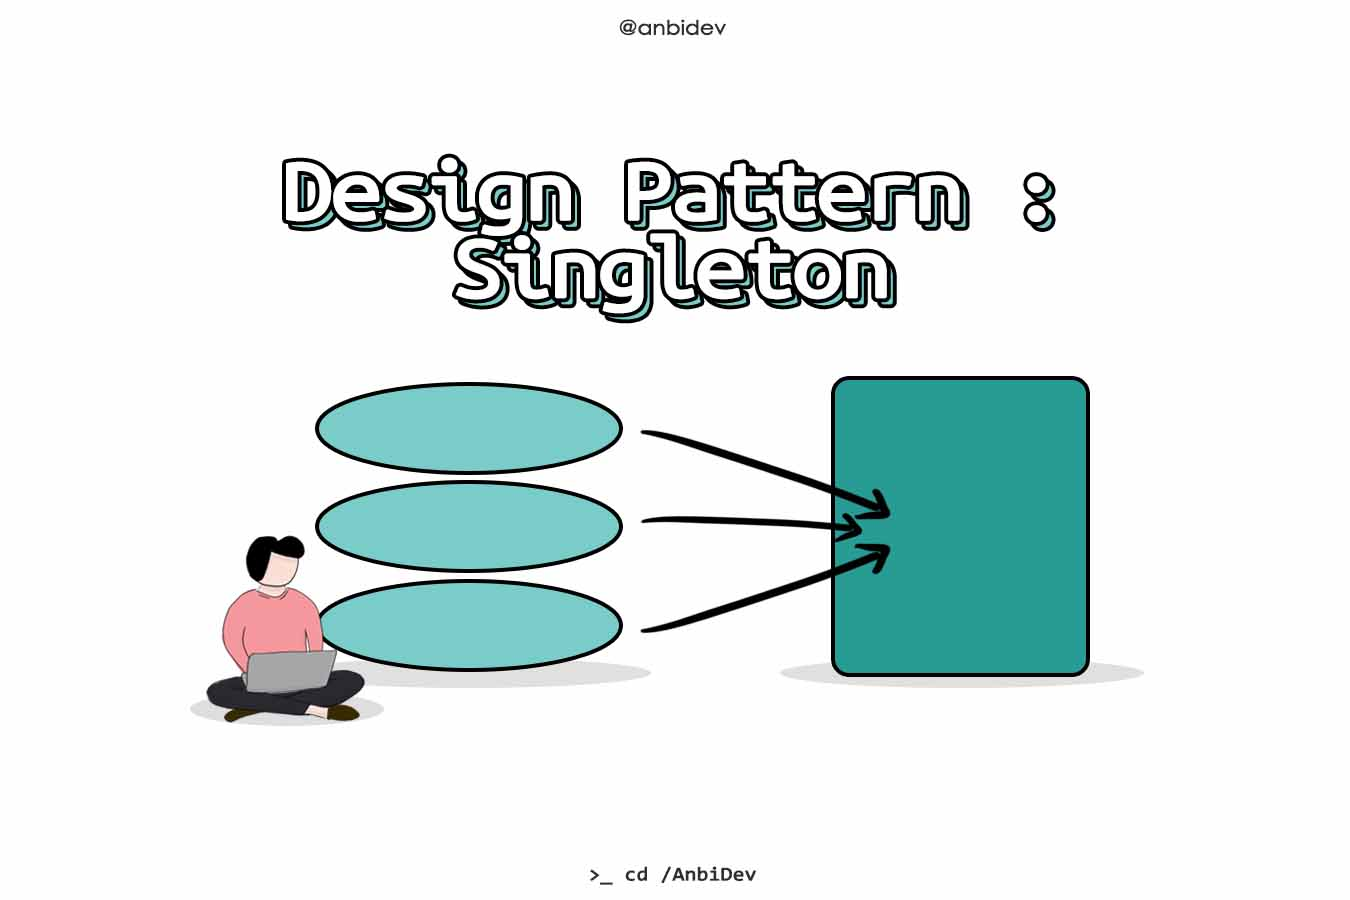 @anbidev
Design Pattern :
Singleton
>_ cd /AnbiDev